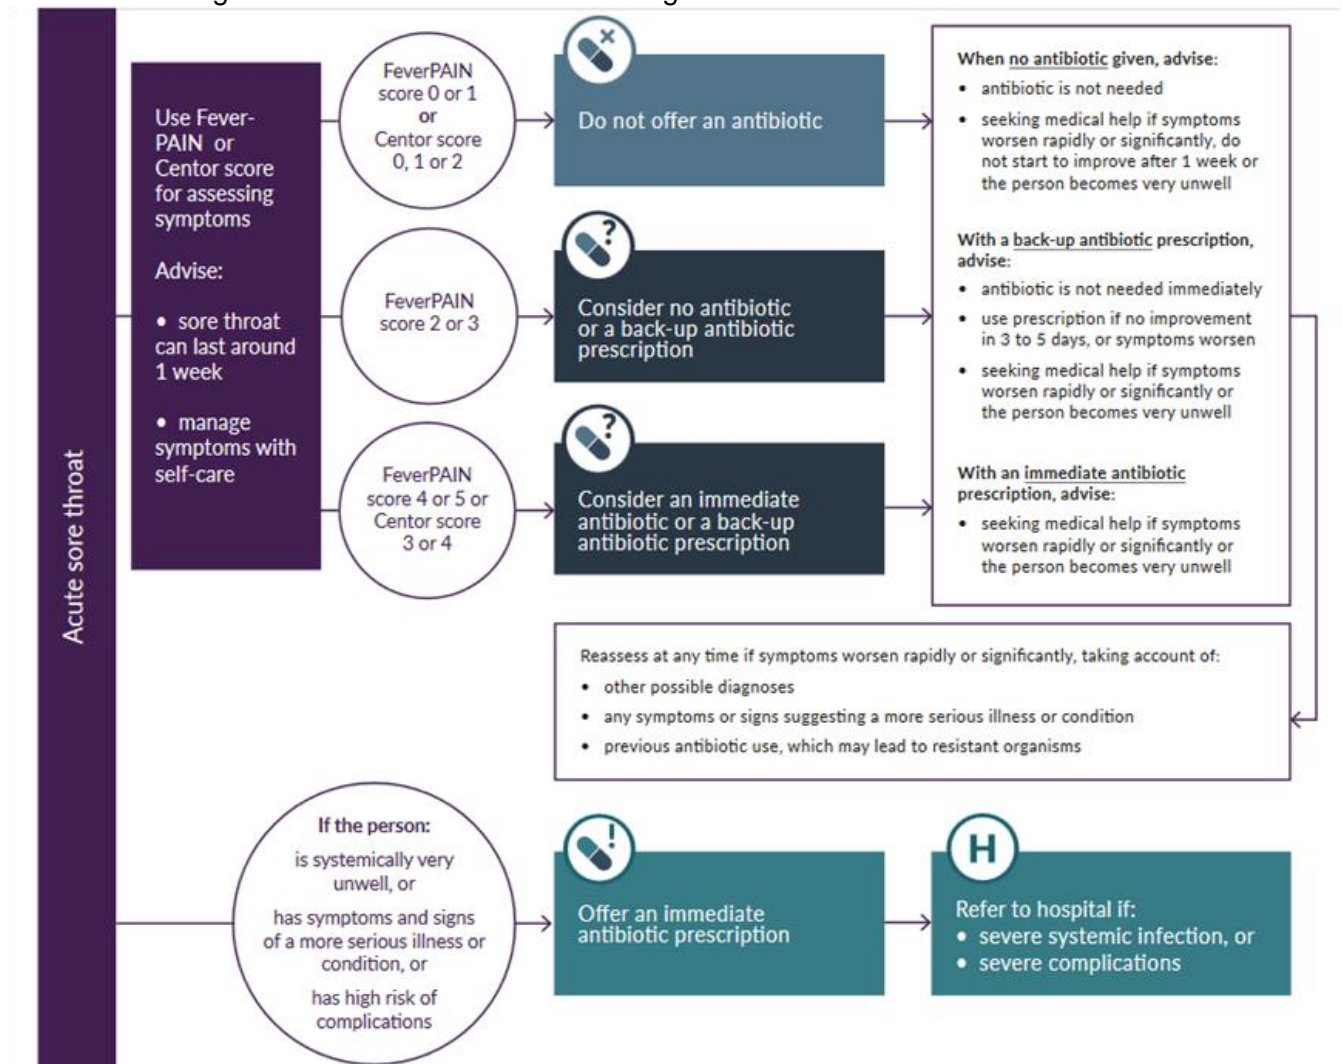 Acute sore throat
Use Fever-
PAIN or
Centor score
for assessing
symptoms
Advise:
• sore throat
can last around
1 week
• manage
symptoms with
self-care
FeverPAIN
score 0 or 1
or
Centor score
0, 1 or 2
Do not offer an antibiotic
FeverPAIN
score 2 or 3
?
Consider no antibiotic
or a back-up antibiotic
prescription
FeverPAIN
score 4 or 5 or
Centor score
3 or 4
?
Consider an immediate
antibiotic or a back-up
antibiotic prescription
When no antibiotic given, advise:
• antibiotic is not needed
• seeking medical help if symptoms
worsen rapidly or significantly, do
not start to improve after 1 week or
the person becomes very unwell
With a back-up antibiotic prescription,
advise:
• antibiotic is not needed immediately
• use prescription if no improvement
in 3 to 5 days, or symptoms worsen
• seeking medical help if symptoms
worsen rapidly or significantly or
the person becomes very unwell
With an immediate antibiotic
prescription, advise:
• seeking medical help if symptoms
worsen rapidly or significantly or
the person becomes very unwell
Reassess at any time if symptoms worsen rapidly or significantly, taking account of:
• other possible diagnoses
• any symptoms or signs suggesting a more serious illness or condition
• previous antibiotic use, which may lead to resistant organisms
If the person:
is systemically very
unwell, or
has symptoms and signs
of a more serious illness or
condition, or
has high risk of
complications
!
Offer an immediate
antibiotic prescription
H
Refer to hospital if:
• severe systemic infection, or
• severe complications